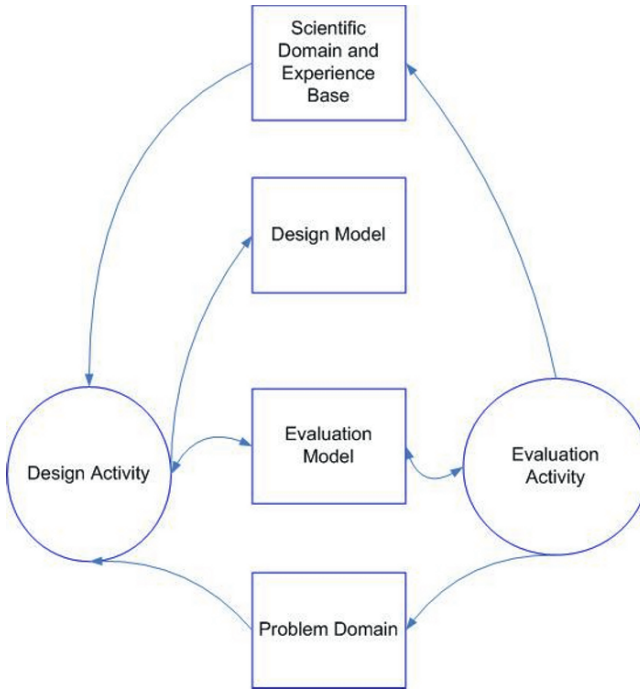 Scientific
Domain and
Experience
Base
Design Model
Design Activity
Evaluation
Model
Evaluation
Activity
Problem Domain